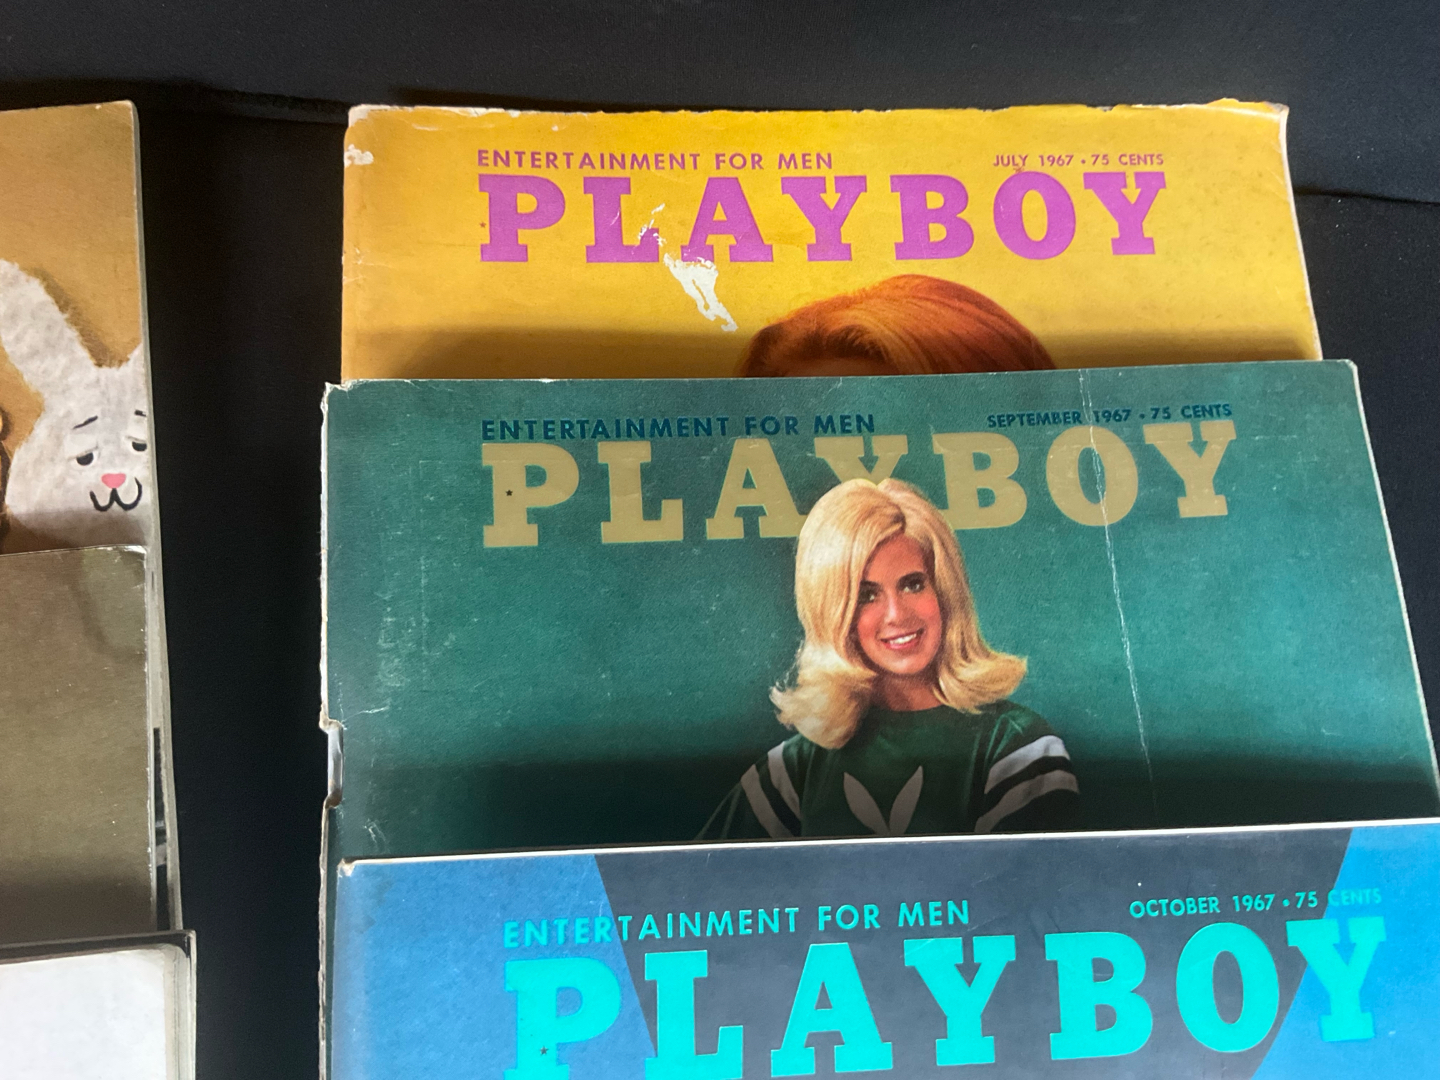 ENTERTAINMENT FOR MEN JULY 1967 • 75 CENTS
PLAYBOY
ENTERTAINMENT FOR MEN SEPTEMBER 1967 • 75 CENTS
PLAYBOY
ENTERTAINMENT FOR MEN OCTOBER 1967 • 75 CENTS
PLAYBOY